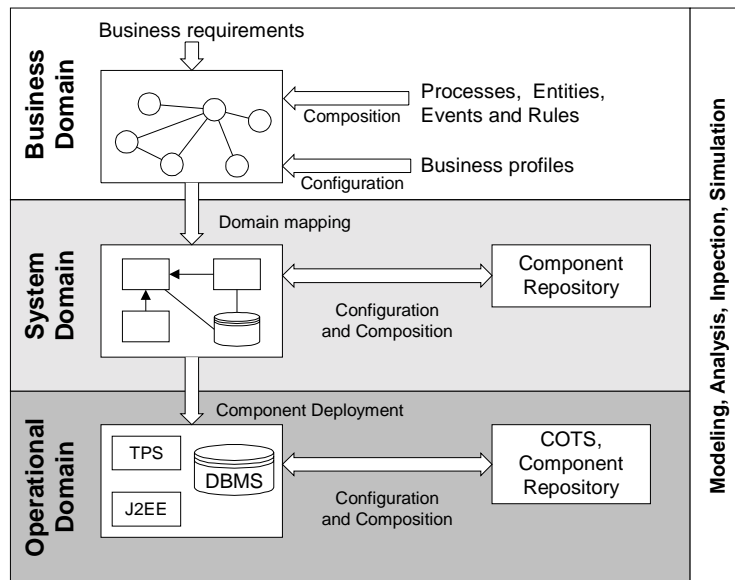 Business requirements
Business
Domain
Composition
Processes, Entities,
Events and Rules
Configuration
Business profiles
Domain mapping
System
Domain
Component
Repository
Configuration
and Composition
Component Deployment
Operational
Domain
TPS
DBMS
J2EE
COTS,
Component
Repository
Configuration
and Composition
Modeling, Analysis, Inpection, Simulation